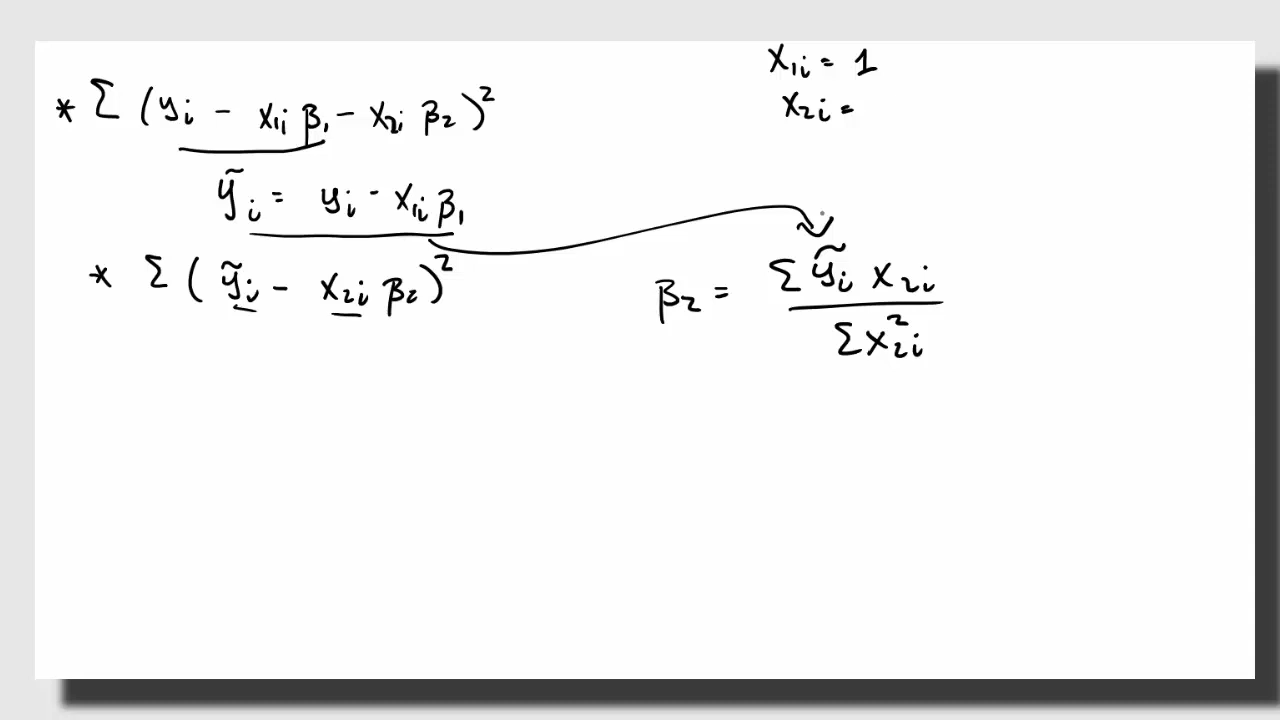 * Σ (yi - x1i β1 - x2i β2)²
ỹi = yi - x1i β1
* Σ (ỹi - x2i β2)²
x1i = 1
x2i =
β2 = Σ ỹi x2i / Σ x2i²